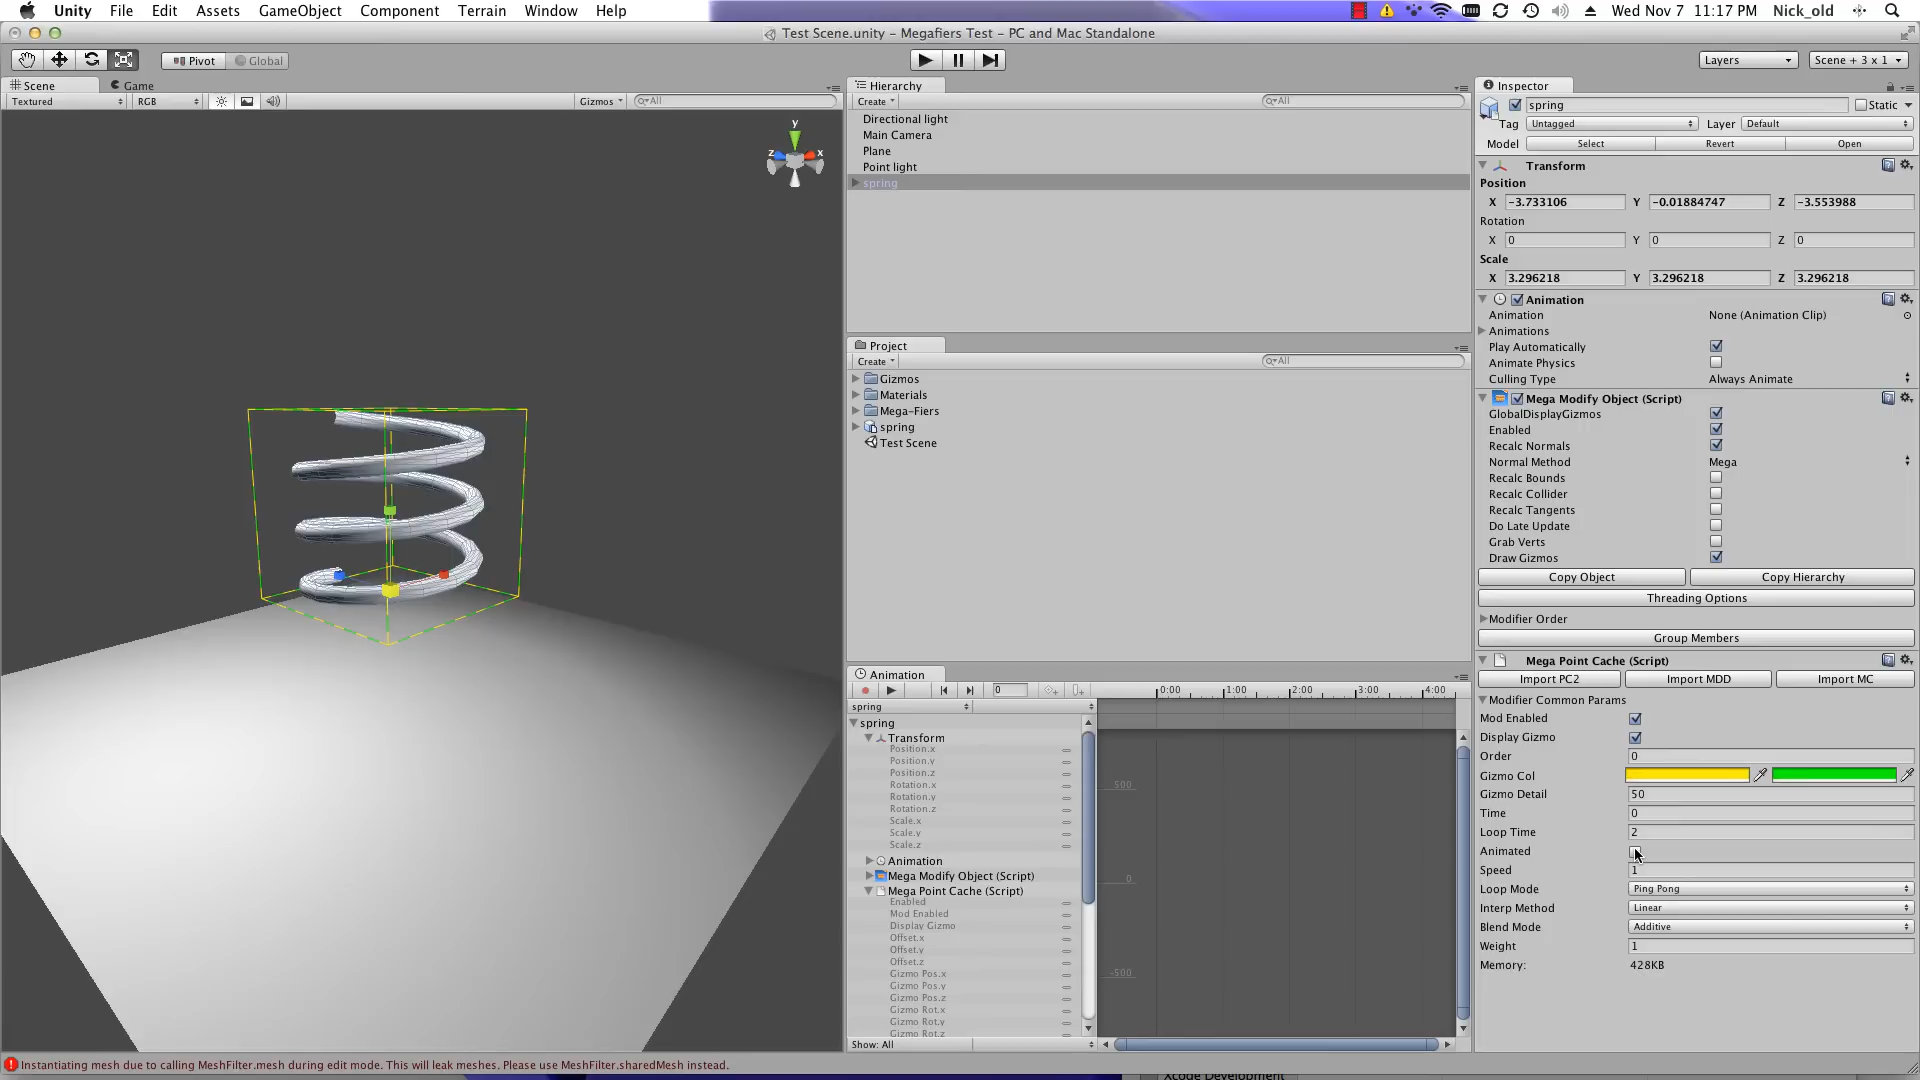 Unity File Edit Assets GameObject Component Terrain Window Help Wed Nov 7 11:17 PM Nick_old
Test Scene.unity – Megafiers Test – PC and Mac Standalone
Pivot Global Layers Scene + 3 x 1
Scene Game
Textured RGB Gizmos All
y
z x
Hierarchy
Create All
Directional light
Main Camera
Plane
Point light
spring
Project
Create All
Gizmos
Materials
Mega-Fiers
spring
Test Scene
Animation
0 0:00 1:00 2:00 3:00 4:00
spring
spring
Transform
Position.x
Position.y
Position.z
Rotation.x
Rotation.y
Rotation.z
Scale.x
Scale.y
Scale.z
Animation
Mega Modify Object (Script)
Mega Point Cache (Script)
Enabled
Mod Enabled
Display Gizmo
Offset.x
Offset.y
Offset.z
Gizmo Pos.x
Gizmo Pos.y
Gizmo Pos.z
Gizmo Rot.x
Gizmo Rot.y
Gizmo Rot.z
Show: All
500
0
-500
Inspector
spring Static
Tag Untagged Layer Default
Model Select Revert Open
Transform
Position
X -3.733106 Y -0.01884747 Z -3.553988
Rotation
X 0 Y 0 Z 0
Scale
X 3.296218 Y 3.296218 Z 3.296218
Animation
Animation None (Animation Clip)
Animations
Play Automatically
Animate Physics
Culling Type Always Animate
Mega Modify Object (Script)
GlobalDisplayGizmos
Enabled
Recalc Normals
Normal Method Mega
Recalc Bounds
Recalc Collider
Recalc Tangents
Do Late Update
Grab Verts
Draw Gizmos
Copy Object Copy Hierarchy
Threading Options
Modifier Order
Group Members
Mega Point Cache (Script)
Import PC2 Import MDD Import MC
Modifier Common Params
Mod Enabled
Display Gizmo
Order 0
Gizmo Col
Gizmo Detail 50
Time 0
Loop Time 2
Animated
Speed 1
Loop Mode Ping Pong
Interp Method Linear
Blend Mode Additive
Weight 1
Memory: 428KB
Instantiating mesh due to calling MeshFilter.mesh during edit mode. This will leak meshes. Please use MeshFilter.sharedMesh instead.
Xcode Development